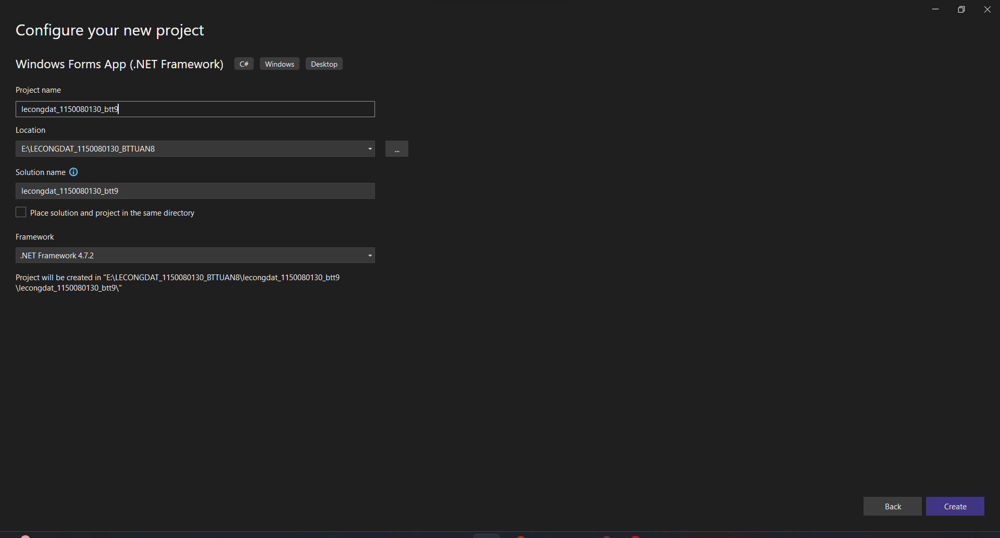 Configure your new project
Windows Forms App (.NET Framework) C# Windows Desktop
Project name
lecongdat_1150080130_btt9
Location
E:\LECONGDAT_1150080130_BTTUAN8
...
Solution name
lecongdat_1150080130_btt9
Place solution and project in the same directory
Framework
.NET Framework 4.7.2
Project will be created in "E:\LECONGDAT_1150080130_BTTUAN8\lecongdat_1150080130_btt9
\lecongdat_1150080130_btt9\"
Back Create